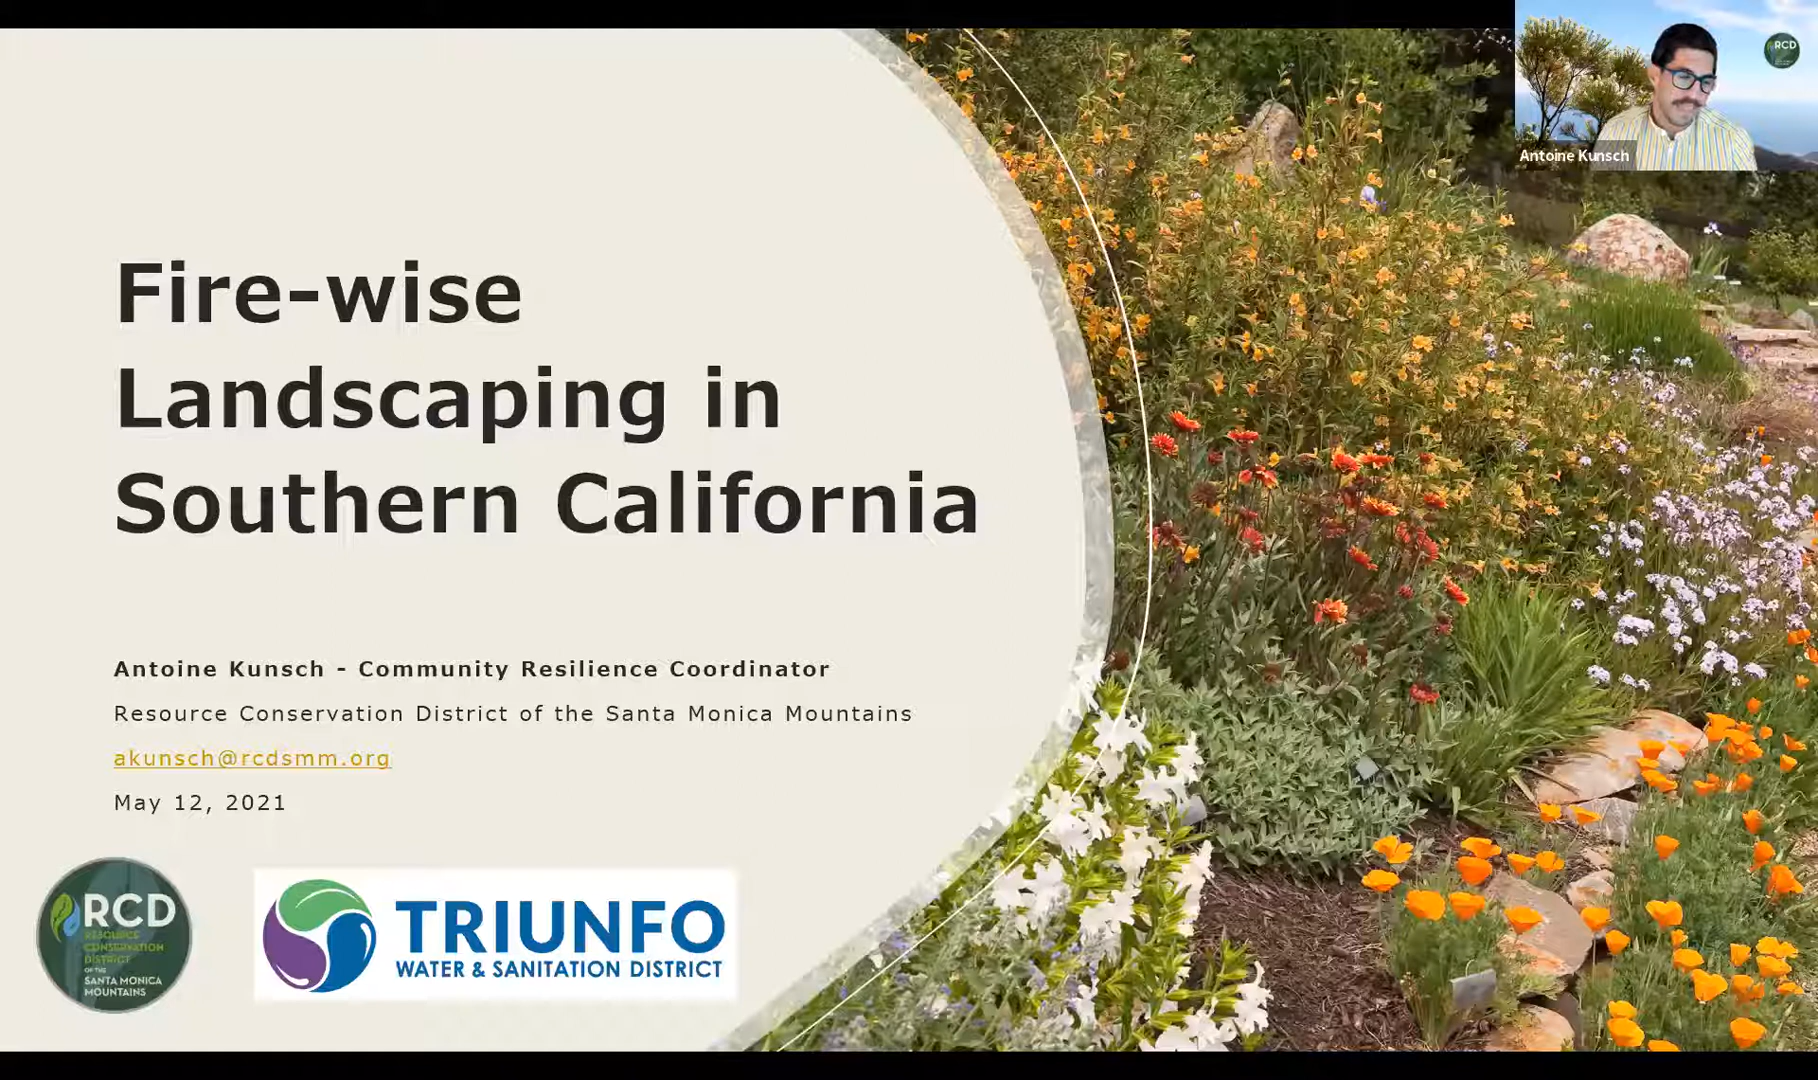 Fire-wise
Landscaping in
Southern California
Antoine Kunsch - Community Resilience Coordinator
Resource Conservation District of the Santa Monica Mountains
akunsch@rcdsmm.org
May 12, 2021
RCD
RESOURCE
CONSERVATION
DISTRICT
OF THE
SANTA MONICA
MOUNTAINS
TRIUNFO
WATER & SANITATION DISTRICT
RCD
Antoine Kunsch